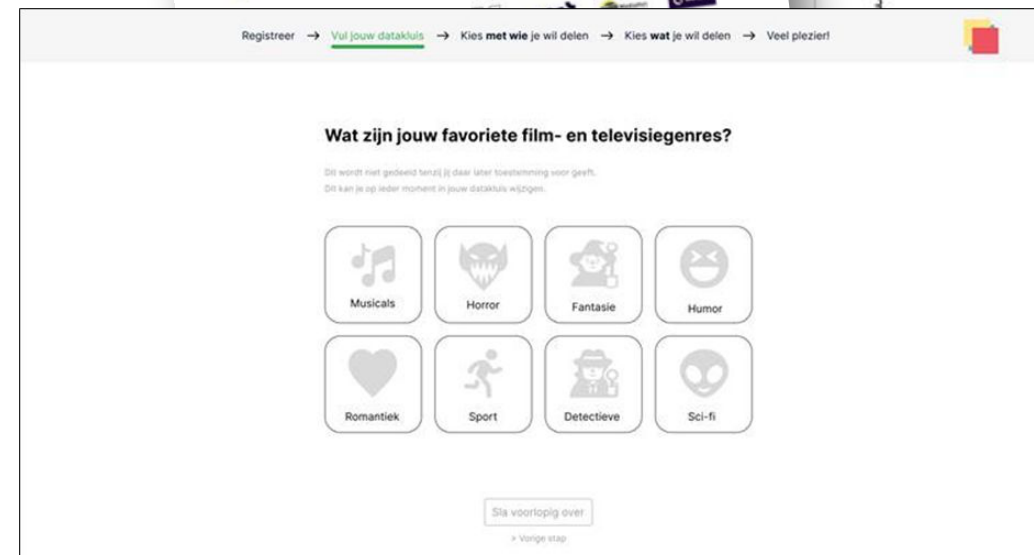 Registreer → Vul jouw datakluis → Kies met wie je wil delen → Kies wat je wil delen → Veel plezier!
Wat zijn jouw favoriete film- en televisiegenres?
Dit wordt niet gedeeld tenzij jij daar later toestemming voor geeft.
Dit kan je op ieder moment in jouw datakluis wijzigen.
Musicals Horror Fantasie Humor
Romantiek Sport Detectieve Sci-fi
Sla voorlopig over
Vorige stap